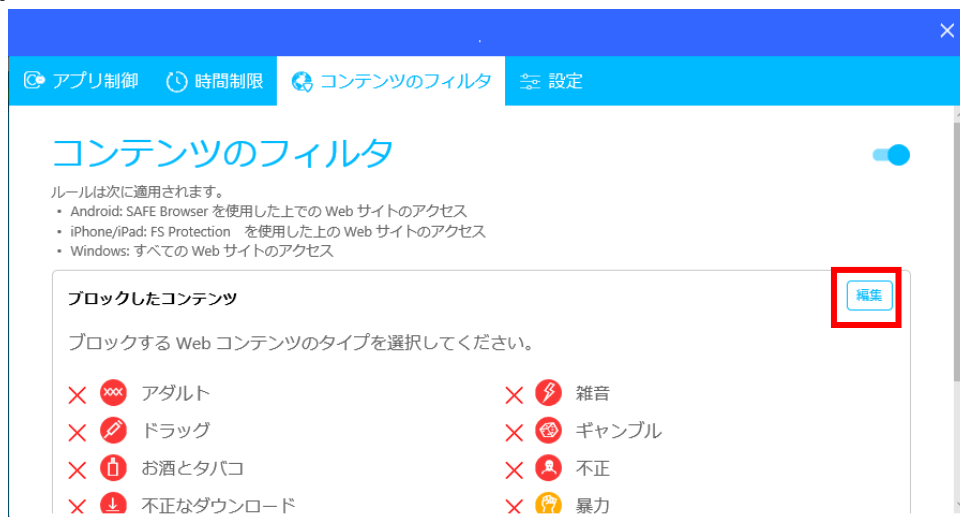 アプリ制御 時間制限 コンテンツのフィルタ 設定
コンテンツのフィルタ
ルールは次に適用されます。
• Android: SAFE Browser を使用した上での Web サイトのアクセス
• iPhone/iPad: FS Protection　を使用した上の Web サイトのアクセス
• Windows: すべての Web サイトのアクセス
ブロックしたコンテンツ 編集
ブロックする Web コンテンツのタイプを選択してください。
アダルト 雑音
ドラッグ ギャンブル
お酒とタバコ 不正
不正なダウンロード 暴力